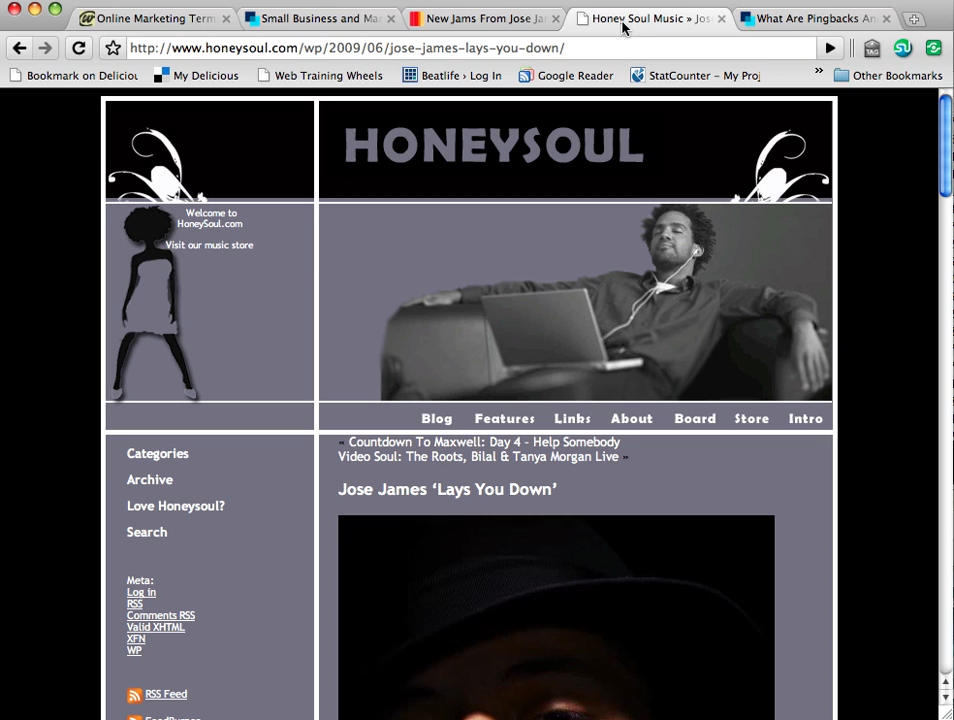 Online Marketing Term
Small Business and Ma
New Jams From Jose Ja
Honey Soul Music » Jos
What Are Pingbacks An
http://www.honeysoul.com/wp/2009/06/jose-james-lays-you-down/
Bookmark on Deliciou
My Delicious
Web Training Wheels
Beatlife › Log In
Google Reader
StatCounter – My Proj
»
Other Bookmarks
HONEYSOUL
Welcome to
HoneySoul.com
Visit our music store
Blog Features Links About Board Store Intro
« Countdown To Maxwell: Day 4 – Help Somebody
Video Soul: The Roots, Bilal & Tanya Morgan Live »
Jose James ‘Lays You Down’
Categories
Archive
Love Honeysoul?
Search
Meta:
Log in
RSS
Comments RSS
Valid XHTML
XFN
WP
RSS Feed